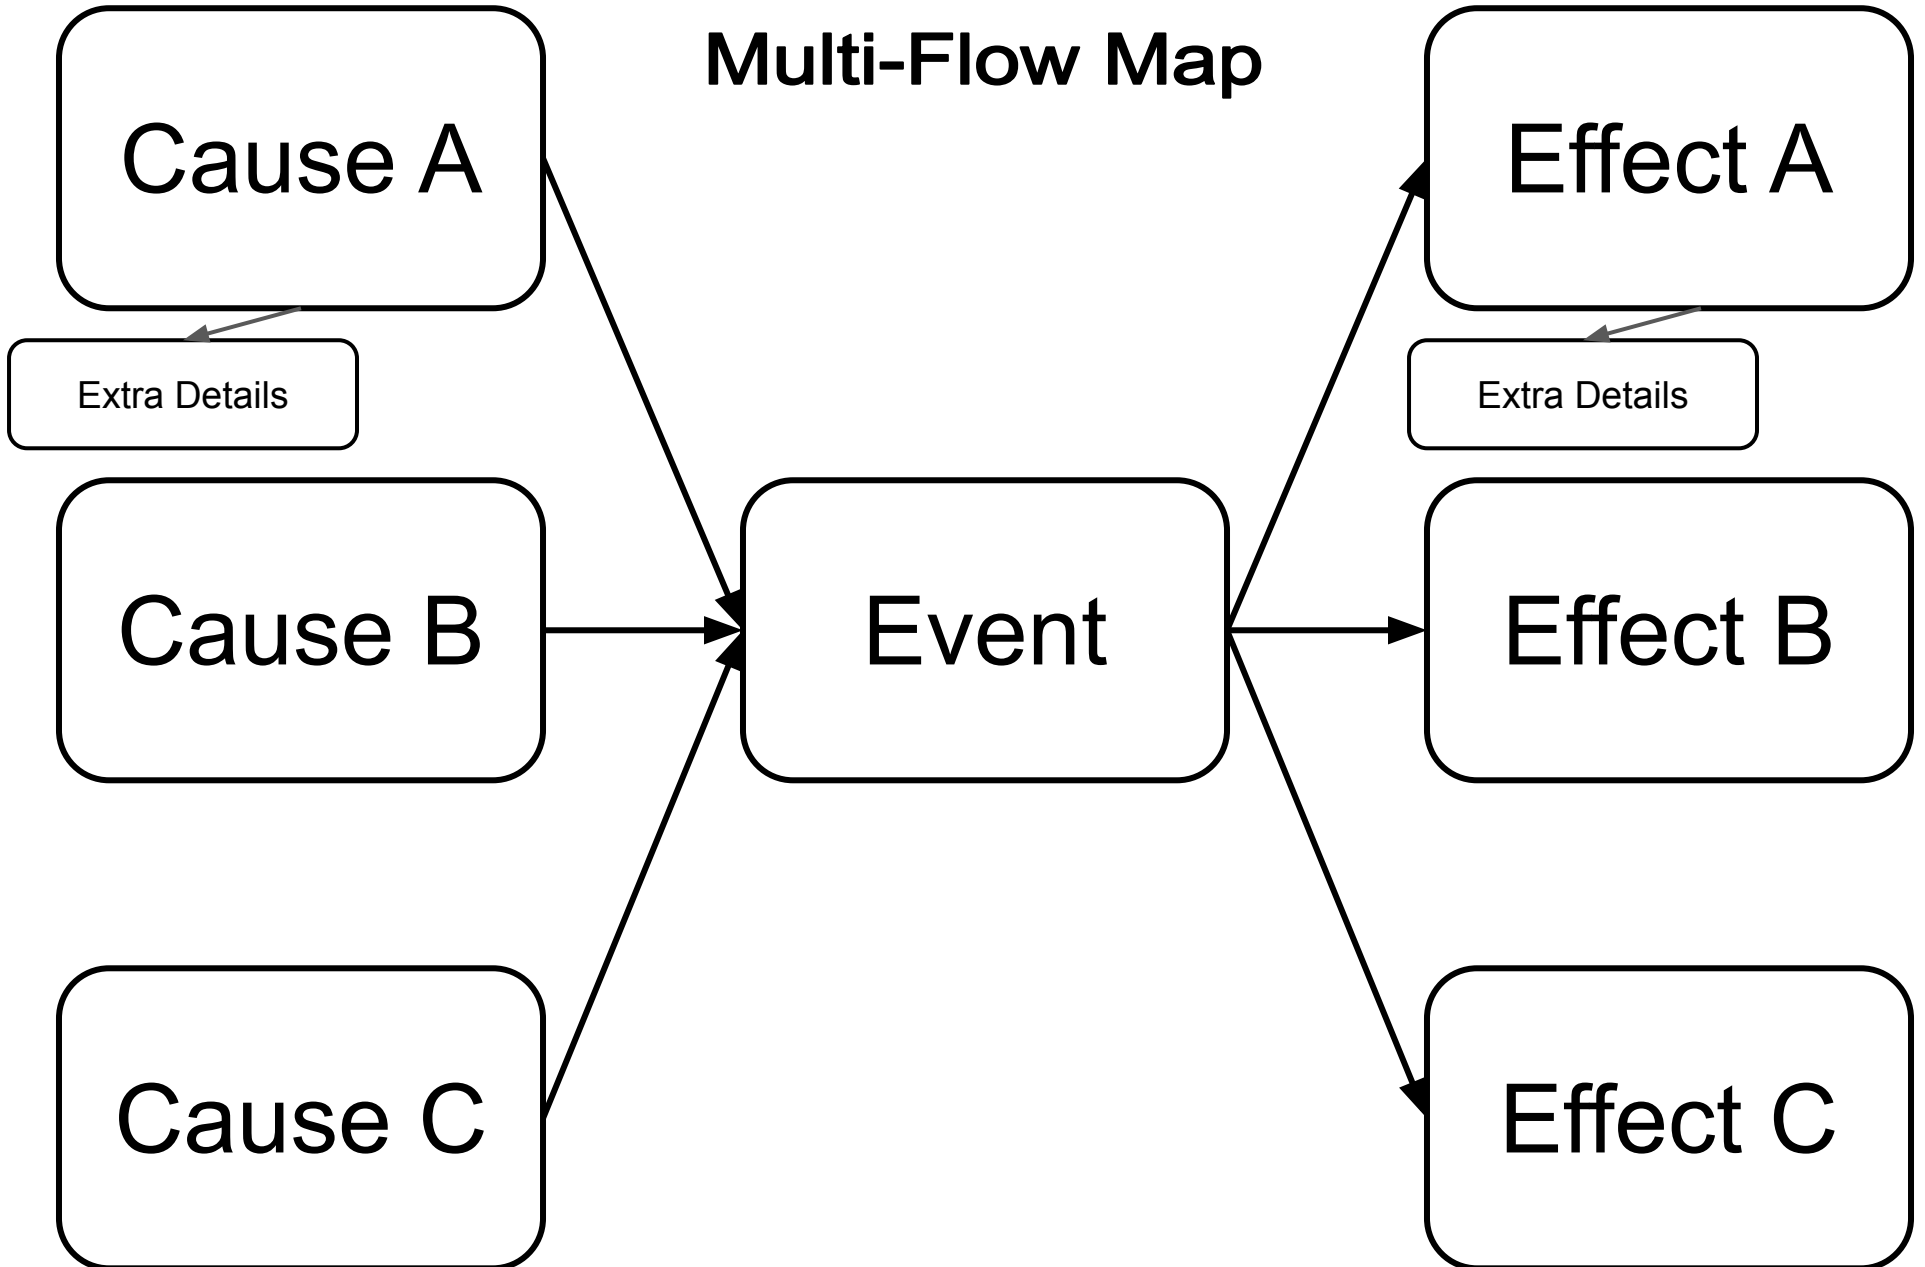 Multi-Flow Map
Cause A
Effect A
Extra Details
Extra Details
Cause B
Event
Effect B
Cause C
Effect C